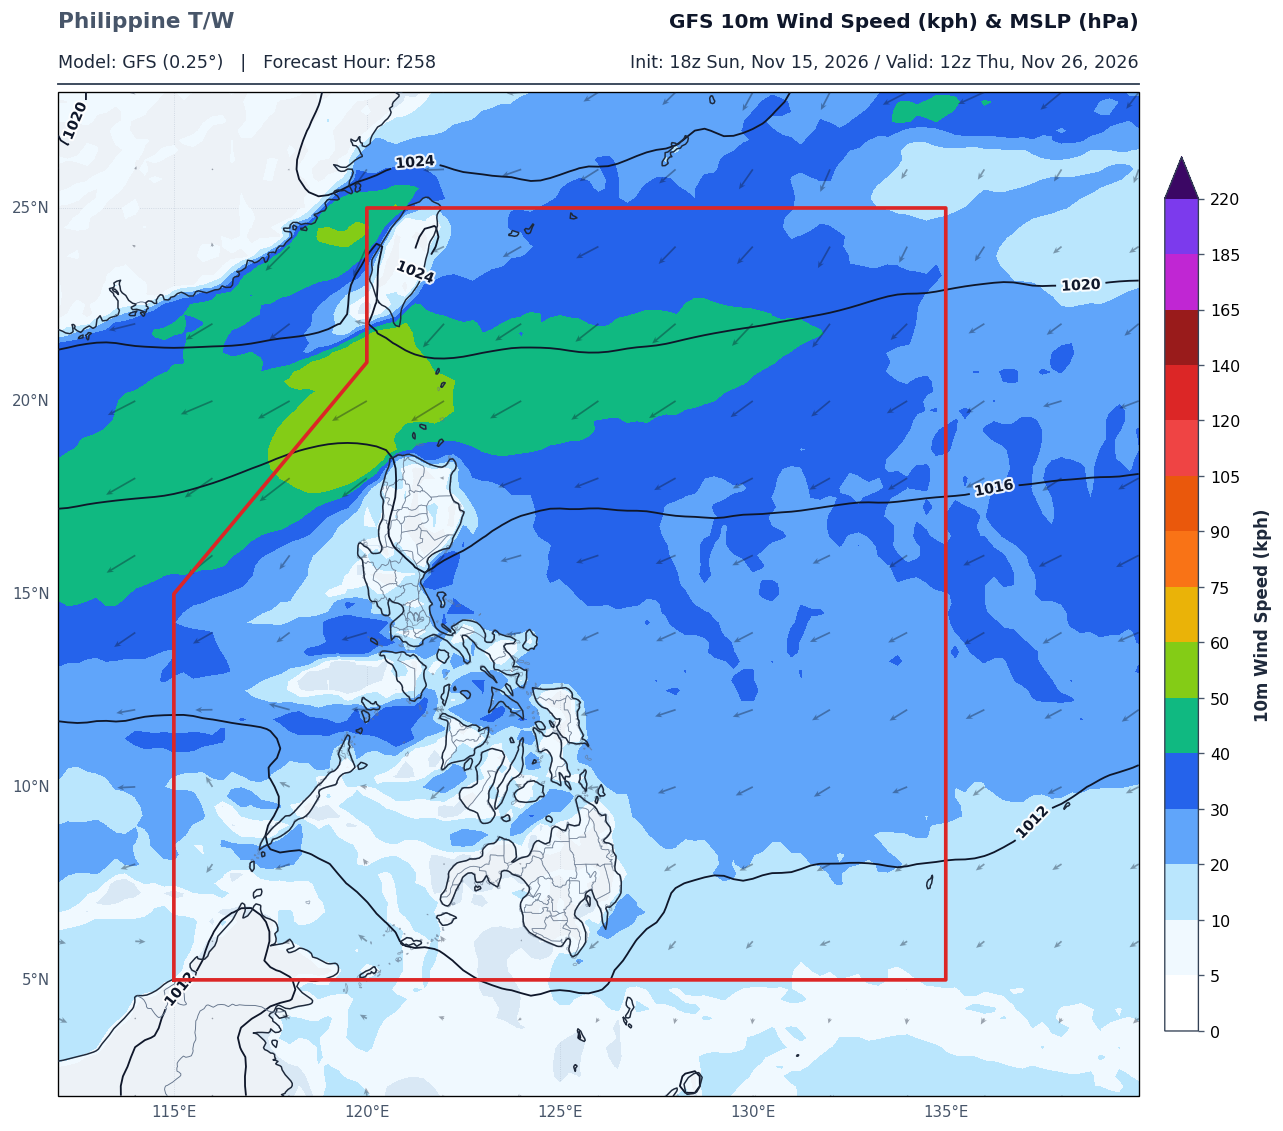 Philippine T/W
GFS 10m Wind Speed (kph) & MSLP (hPa)
Model: GFS (0.25°) | Forecast Hour: f258
Init: 18z Sun, Nov 15, 2026 / Valid: 12z Thu, Nov 26, 2026
1020
1024
1024
1020
1016
1012
1012
25°N
20°N
15°N
10°N
5°N
115°E
120°E
125°E
130°E
135°E
220
185
165
140
120
105
90
75
60
50
40
30
20
10
5
0
10m Wind Speed (kph)